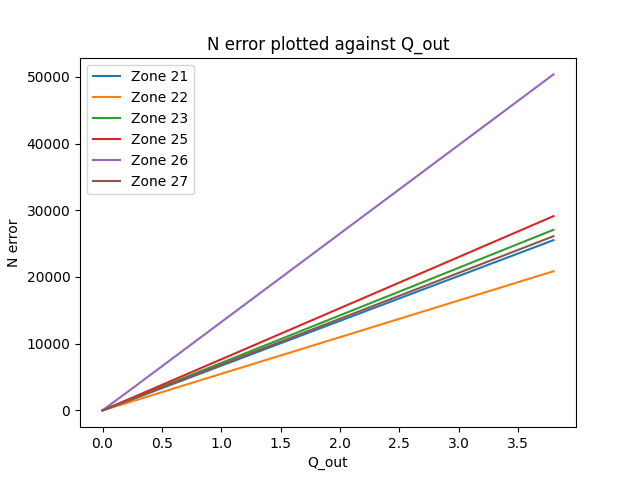 N error plotted against Q_out
Zone 21
Zone 22
Zone 23
Zone 25
Zone 26
Zone 27
50000
40000
30000
20000
10000
0
N error
0.0 0.5 1.0 1.5 2.0 2.5 3.0 3.5
Q_out